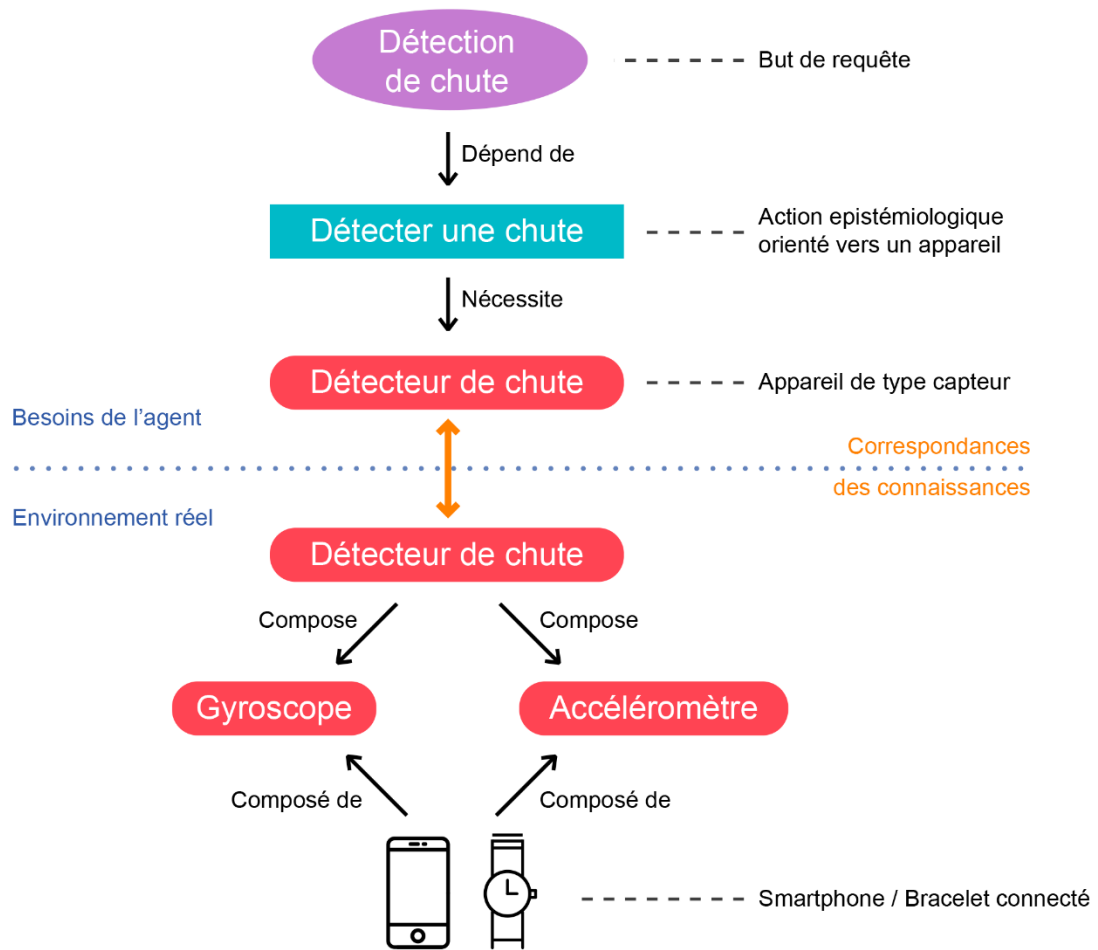 Détection
de chute
But de requête
Dépend de
Détecter une chute
Action epistémiologique
orienté vers un appareil
Nécessite
Détecteur de chute
Appareil de type capteur
Besoins de l’agent
Correspondances
des connaissances
Environnement réel
Détecteur de chute
Compose
Compose
Gyroscope
Accéléromètre
Composé de
Composé de
Smartphone / Bracelet connecté